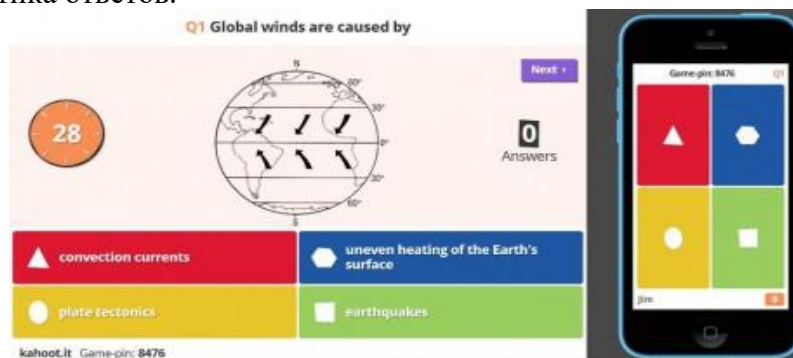 ответов.
Q1 Global winds are caused by
Next
28
N
60°
30°
0°
30°
60°
S
0
Answers
convection currents
uneven heating of the Earth's
surface
plate tectonics
earthquakes
kahoot.it Game-pin: 8476
Game-pin: 8476
Q1
Jim
0